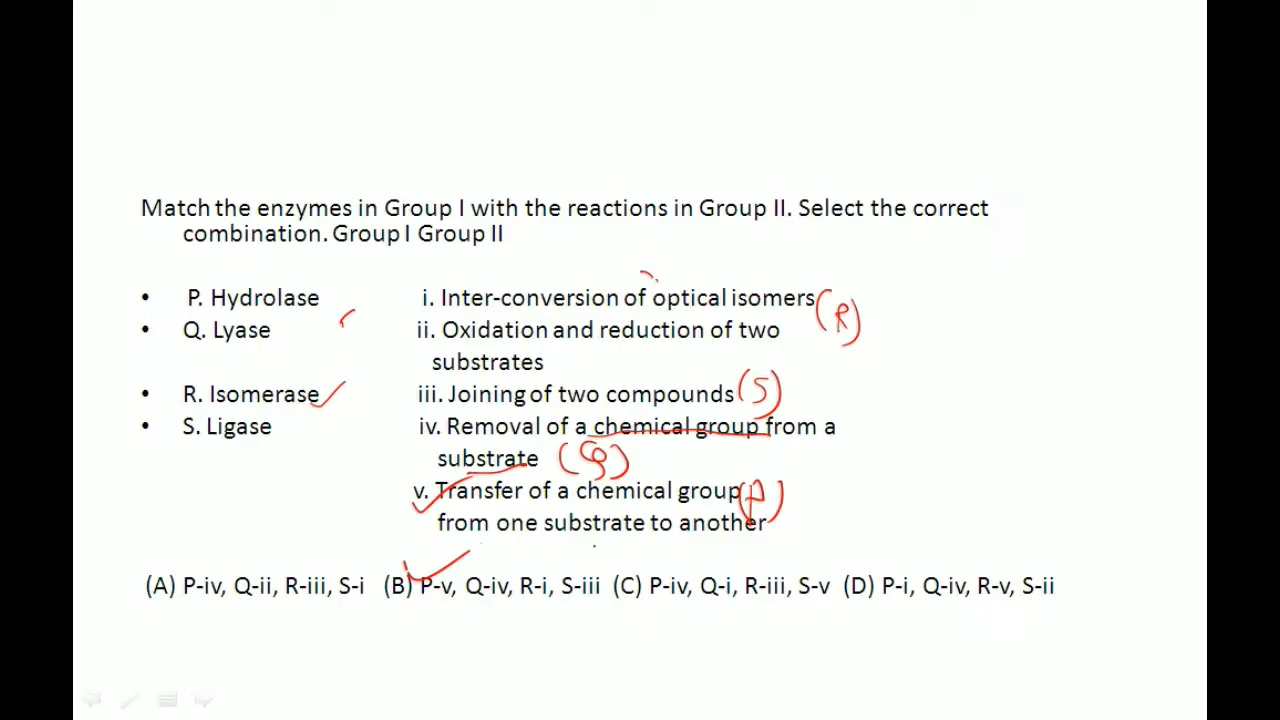 Match the enzymes in Group I with the reactions in Group II. Select the correct
combination. Group I Group II
• P. Hydrolase i. Inter-conversion of optical isomers (R)
• Q. Lyase ii. Oxidation and reduction of two
substrates
• R. Isomerase iii. Joining of two compounds (S)
• S. Ligase iv. Removal of a chemical group from a
substrate (Q)
v. Transfer of a chemical group (P)
from one substrate to another
(A) P-iv, Q-ii, R-iii, S-i (B) P-v, Q-iv, R-i, S-iii (C) P-iv, Q-i, R-iii, S-v (D) P-i, Q-iv, R-v, S-ii